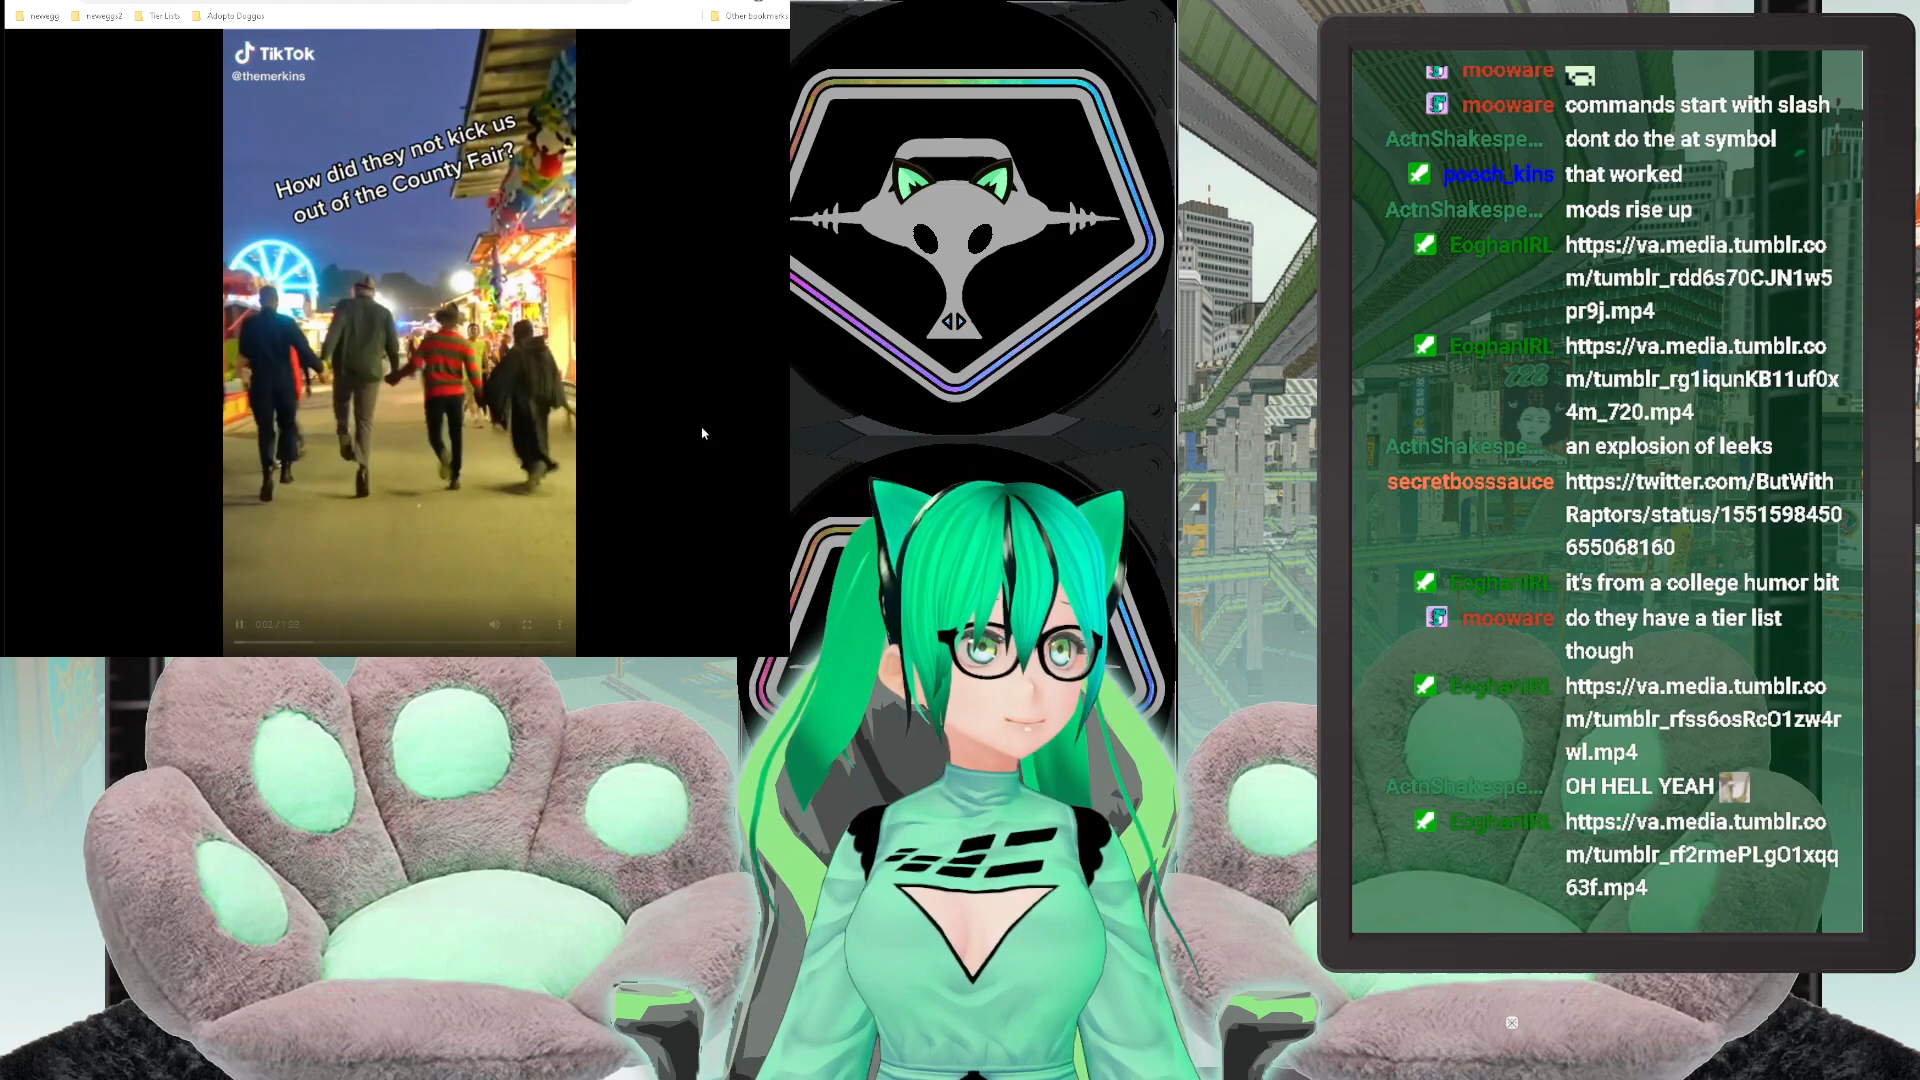 newegg
neweggs2
Tier Lists
Adopto Doggos
Other bookmarks
TikTok
@themerkins
How did they not kick us
out of the County Fair?
0:02 / 1:33
mooware
mooware commands start with slash
ActnShakespe... dont do the at symbol
pooch_kins that worked
ActnShakespe... mods rise up
EoghanIRL https://va.media.tumblr.co
m/tumblr_rdd6s70CJN1w5
pr9j.mp4
EoghanIRL https://va.media.tumblr.co
m/tumblr_rg1iqunKB11uf0x
4m_720.mp4
ActnShakespe... an explosion of leeks
secretbosssauce https://twitter.com/ButWith
Raptors/status/1551598450
655068160
EoghanIRL it's from a college humor bit
mooware do they have a tier list
though
EoghanIRL https://va.media.tumblr.co
m/tumblr_rfss6osRcO1zw4r
wl.mp4
ActnShakespe... OH HELL YEAH
EoghanIRL https://va.media.tumblr.co
m/tumblr_rf2rmePLgO1xqq
63f.mp4